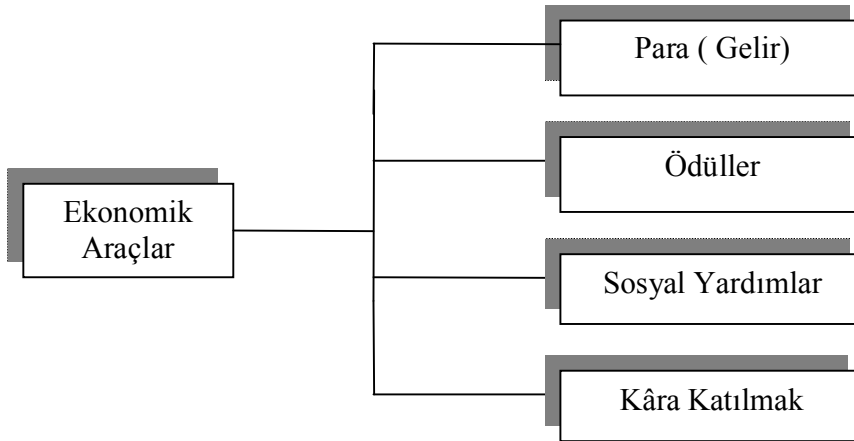 Para ( Gelir)
Ödüller
Ekonomik
Araçlar
Sosyal Yardımlar
Kâra Katılmak